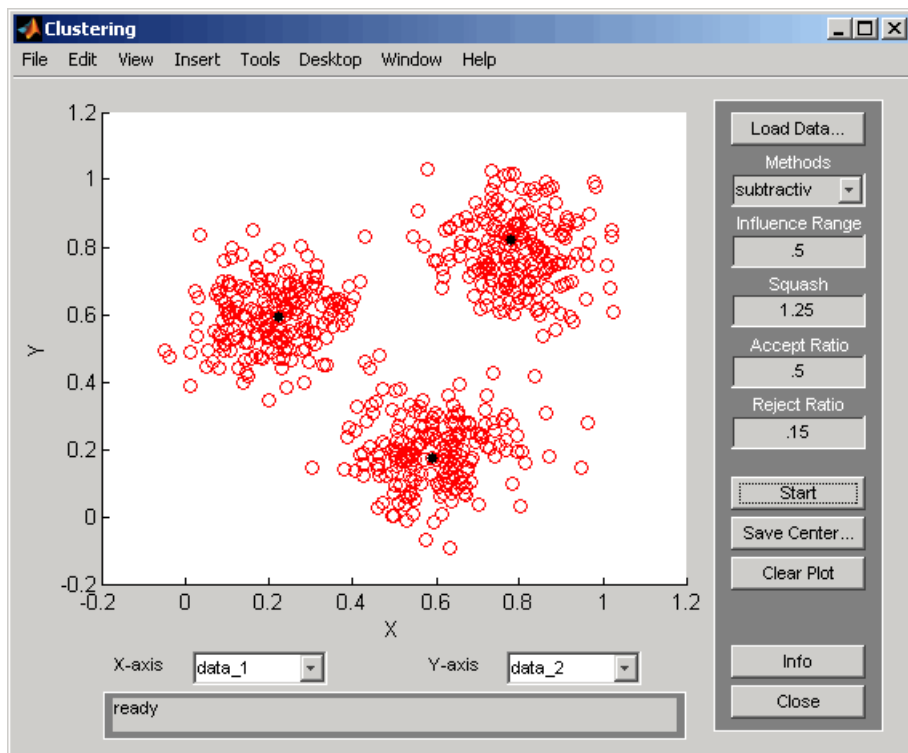 Clustering
File Edit View Insert Tools Desktop Window Help
1.2
1
0.8
0.6
0.4
0.2
0
-0.2
Y
-0.2 0 0.2 0.4 0.6 0.8 1 1.2
X
X-axis data_1 Y-axis data_2
ready
Load Data...
Methods
subtractiv
Influence Range
.5
Squash
1.25
Accept Ratio
.5
Reject Ratio
.15
Start
Save Center...
Clear Plot
Info
Close